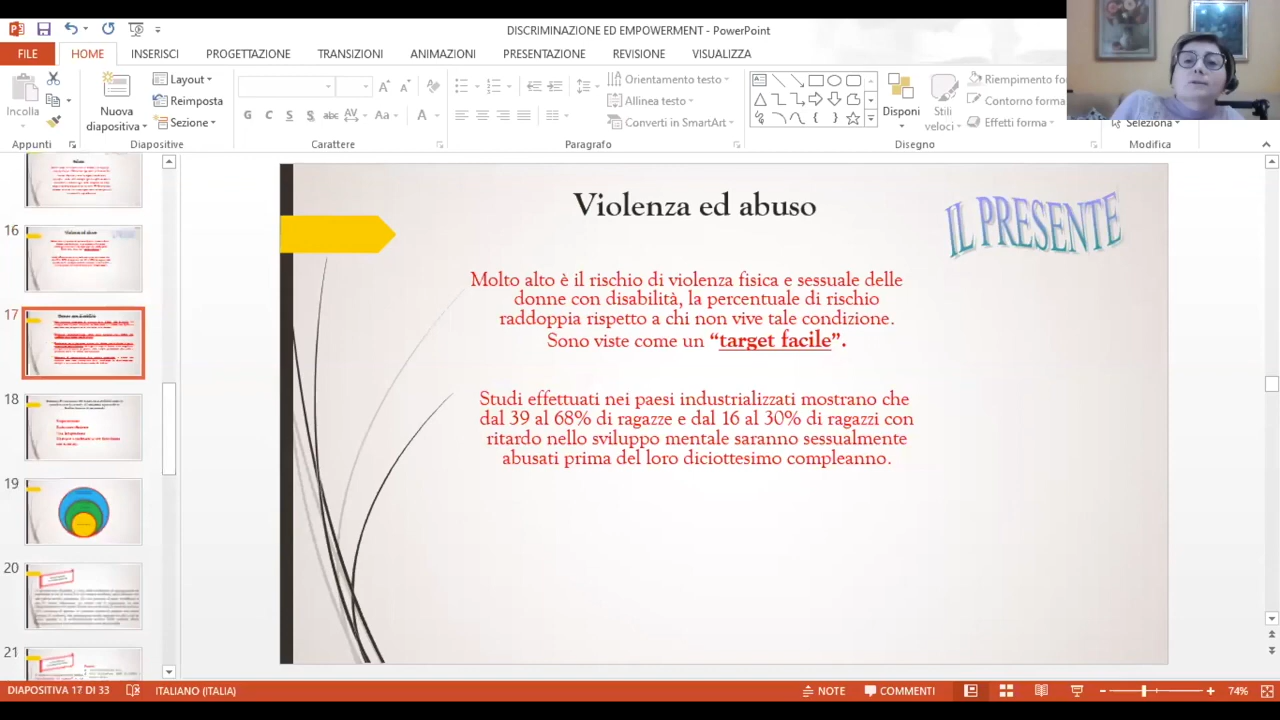 DISCRIMINAZIONE ED EMPOWERMENT - PowerPoint
FILE HOME INSERISCI PROGETTAZIONE TRANSIZIONI ANIMAZIONI PRESENTAZIONE REVISIONE VISUALIZZA
Incolla
Appunti
Nuova
diapositiva
Layout
Reimposta
Sezione
Diapositive
G C S S abc AV Aa A
Carattere
Orientamento testo
Allinea testo
Converti in SmartArt
Paragrafo
Disponi
Stili
veloci
Riempimento fo
Contorno forma
Effetti forma
Disegno
Seleziona
Modifica
16
17
18
19
20
21
Violenza ed abuso
IL PRESENTE
Molto alto è il rischio di violenza fisica e sessuale delle
donne con disabilità, la percentuale di rischio
raddoppia rispetto a chi non vive tale condizione.
Sono viste come un “target facile”.
Studi effettuati nei paesi industrializzati mostrano che
dal 39 al 68% di ragazze e dal 16 al 30% di ragazzi con
ritardo nello sviluppo mentale saranno sessualmente
abusati prima del loro diciottesimo compleanno.
DIAPOSITIVA 17 DI 33 ITALIANO (ITALIA) NOTE COMMENTI 74%